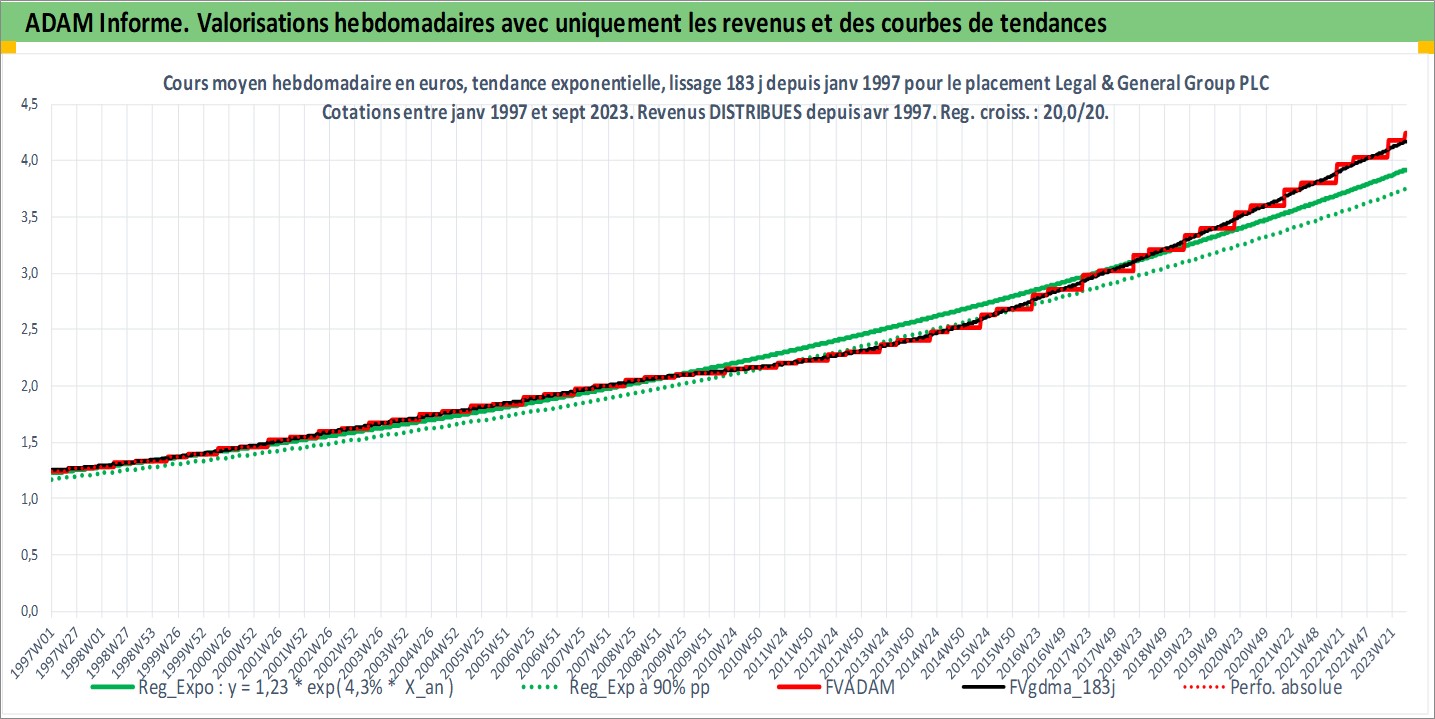 ADAM Informe. Valorisations hebdomadaires avec uniquement les revenus et des courbes de tendances
Cours moyen hebdomadaire en euros, tendance exponentielle, lissage 183 j depuis janv 1997 pour le placement Legal & General Group PLC
Cotations entre janv 1997 et sept 2023. Revenus DISTRIBUES depuis avr 1997. Reg. croiss. : 20,0/20.
4,5
4,0
3,5
3,0
2,5
2,0
1,5
1,0
0,5
0,0
1997W01
1997W27
1998W01
1998W27
1998W53
1999W26
1999W52
2000W26
2000W52
2001W26
2001W52
2002W26
2002W52
2003W26
2003W52
2004W26
2004W52
2005W25
2005W51
2006W25
2006W51
2007W25
2007W51
2008W25
2008W51
2009W25
2009W51
2010W24
2010W50
2011W24
2011W50
2012W24
2012W50
2013W24
2013W50
2014W24
2014W50
2015W24
2015W50
2016W23
2016W49
2017W23
2017W49
2018W23
2018W49
2019W23
2019W49
2020W23
2020W49
2021W22
2021W48
2022W21
2022W47
2023W21
Reg_Expo : y = 1,23 * exp( 4,3% * X_an )
Reg_Exp à 90% pp
FVADAM
FVgdma_183j
Perfo. absolue